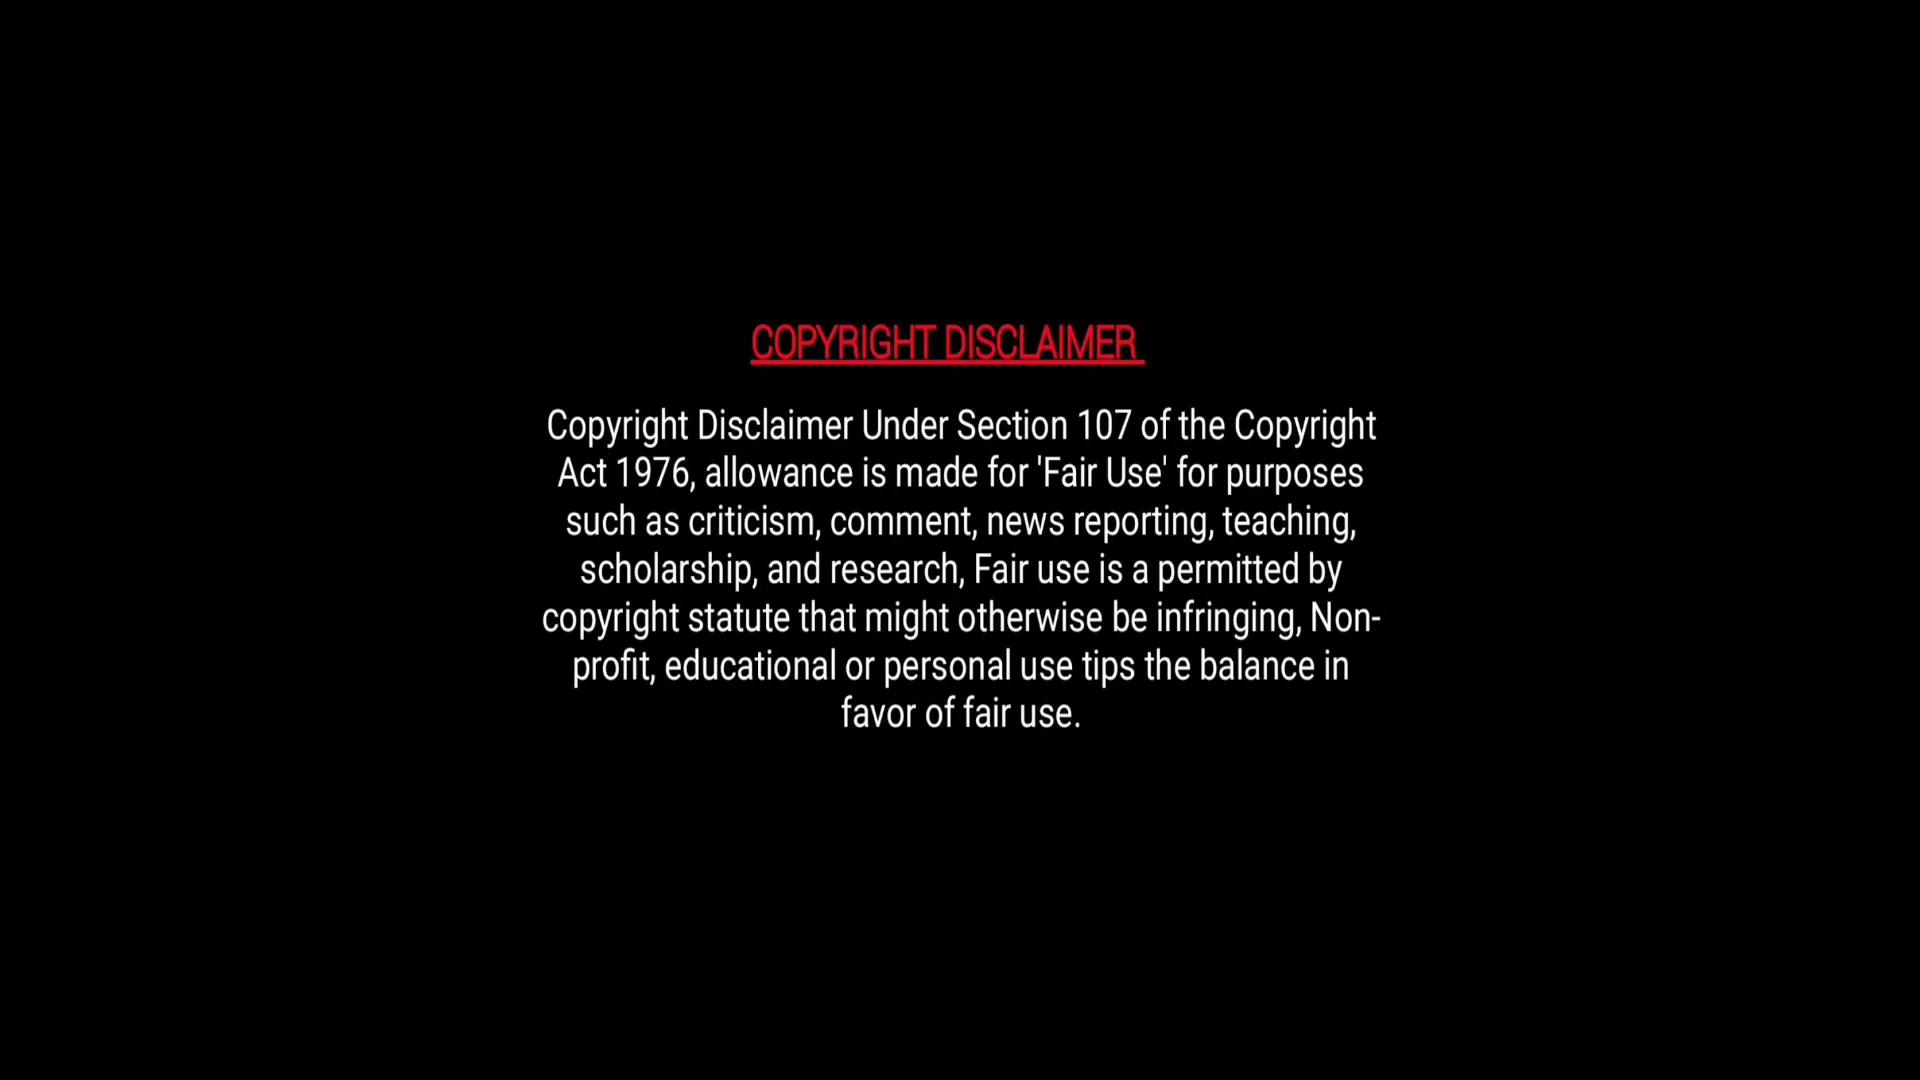 COPYRIGHT DISCLAIMER
Copyright Disclaimer Under Section 107 of the Copyright
Act 1976, allowance is made for 'Fair Use' for purposes
such as criticism, comment, news reporting, teaching,
scholarship, and research, Fair use is a permitted by
copyright statute that might otherwise be infringing, Non-
profit, educational or personal use tips the balance in
favor of fair use.